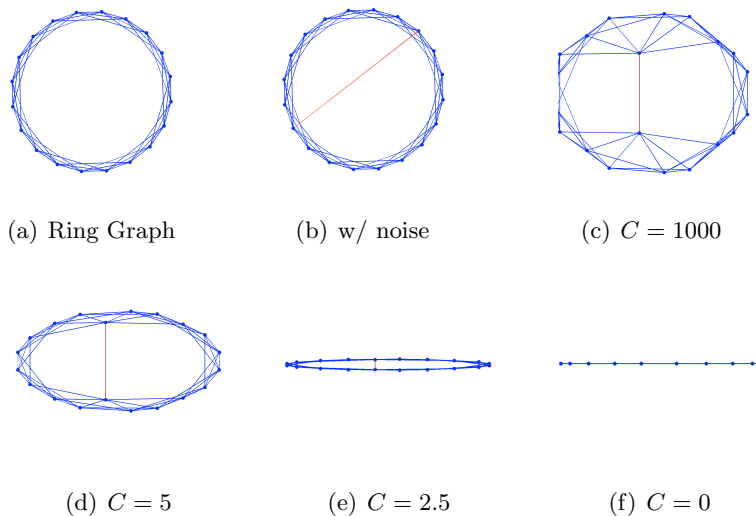 (a) Ring Graph
(b) w/ noise
(c) C = 1000
(d) C = 5
(e) C = 2.5
(f) C = 0